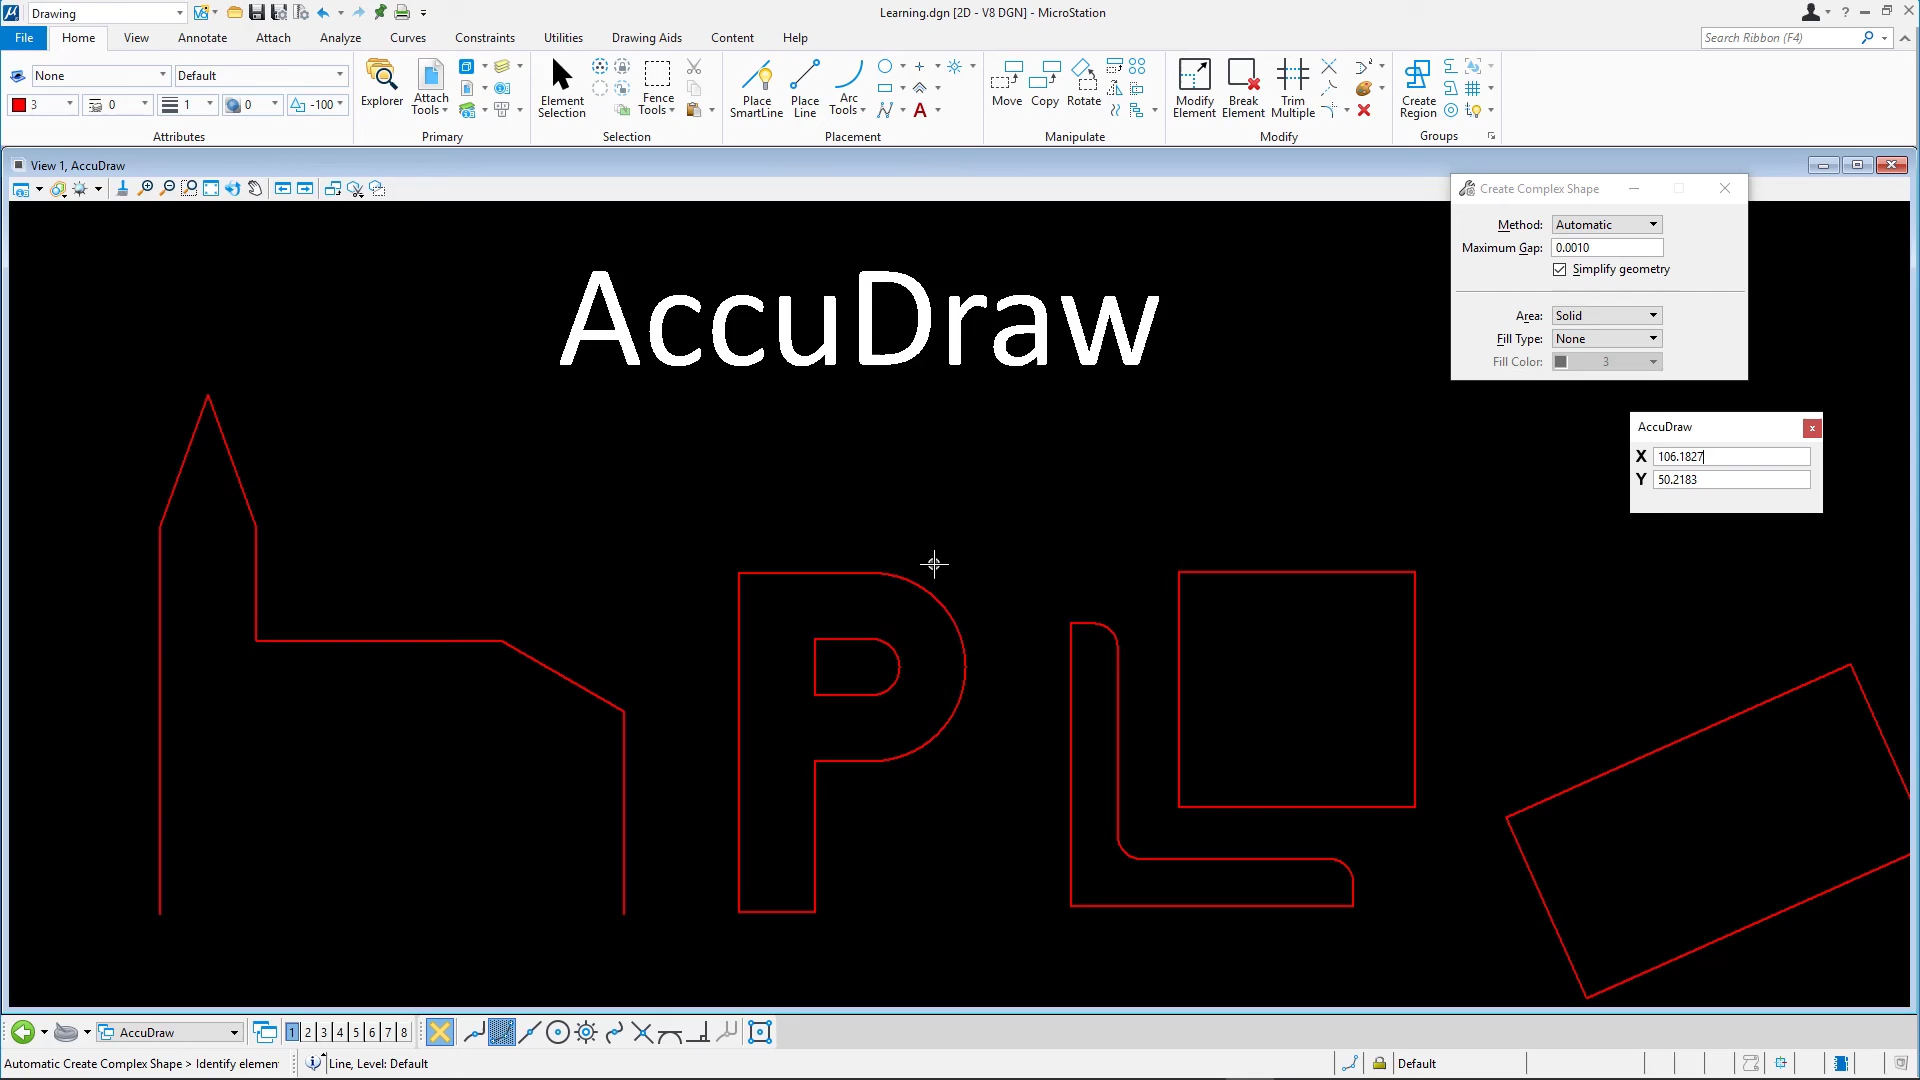 Drawing
Learning.dgn [2D - V8 DGN] - MicroStation
File Home View Annotate Attach Analyze Curves Constraints Utilities Drawing Aids Content Help
Search Ribbon (F4)
None Default
3 0 1 0 -100
Attributes
Explorer
Attach Tools
Primary
Element Selection
Fence Tools
Selection
Place SmartLine
Place Line
Arc Tools
Placement
Move Copy Rotate
Manipulate
Modify Element
Break Element
Trim Multiple
Modify
Create Region
Groups
View 1, AccuDraw
Create Complex Shape
Method: Automatic
Maximum Gap: 0.0010
Simplify geometry
Area: Solid
Fill Type: None
Fill Color: 3
AccuDraw
AccuDraw
X 106.1827
Y 50.2183
AccuDraw
1 2 3 4 5 6 7 8
Automatic Create Complex Shape > Identify elemen
Line, Level: Default
Default